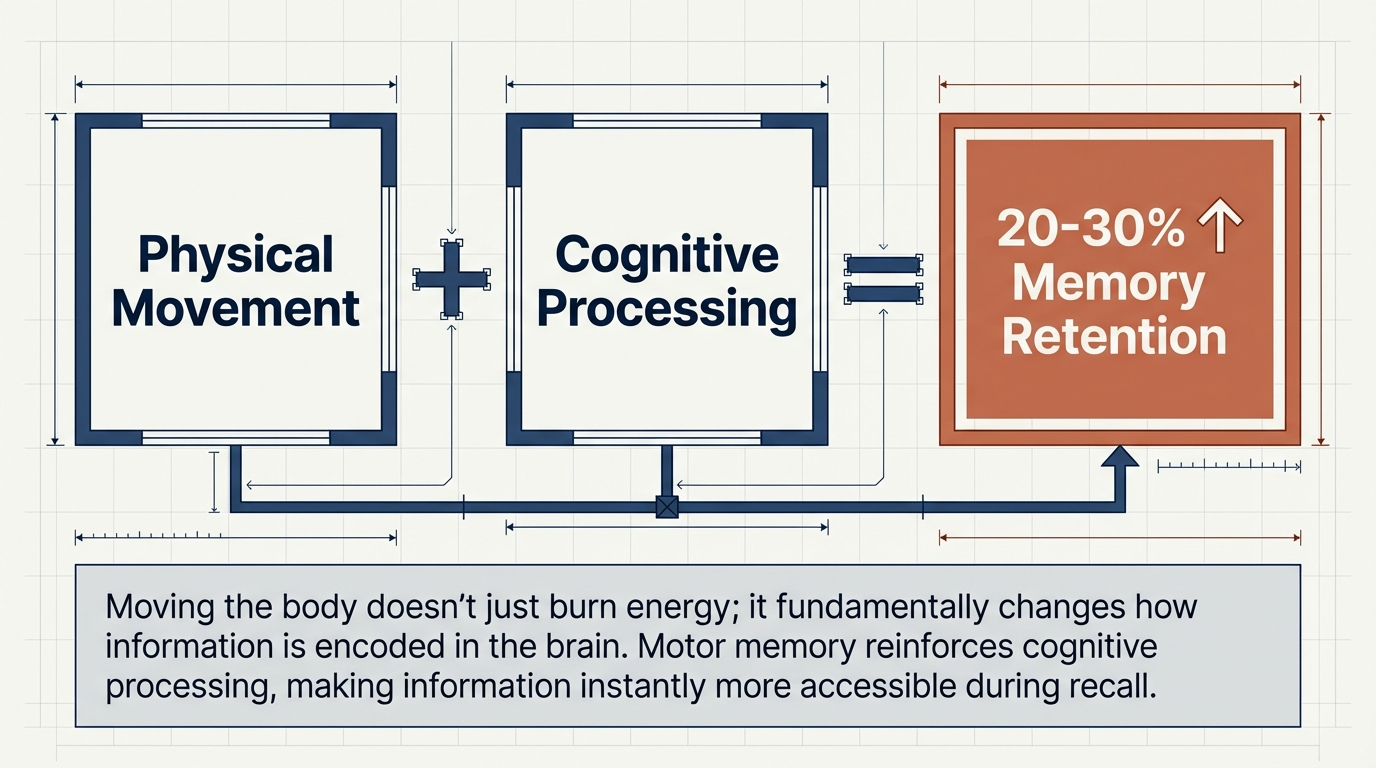 Physical
Movement
+
Cognitive
Processing
=
20-30% ↑
Memory
Retention
Moving the body doesn’t just burn energy; it fundamentally changes how
information is encoded in the brain. Motor memory reinforces cognitive
processing, making information instantly more accessible during recall.